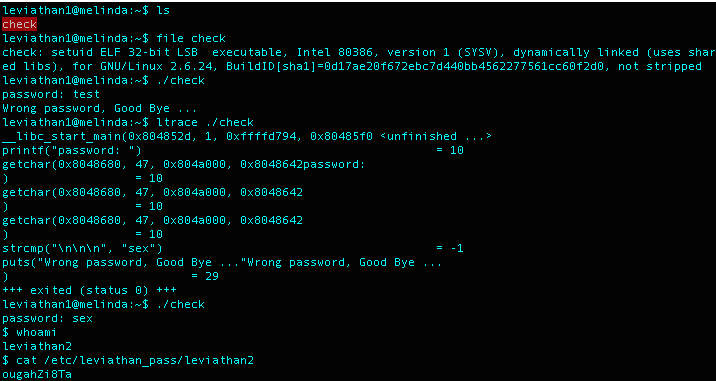 leviathan1@melinda:~$ ls
check
leviathan1@melinda:~$ file check
check: setuid ELF 32-bit LSB  executable, Intel 80386, version 1 (SYSV), dynamically linked (uses shar
ed libs), for GNU/Linux 2.6.24, BuildID[sha1]=0d17ae20f672ebc7d440bb4562277561cc60f2d0, not stripped
leviathan1@melinda:~$ ./check
password: test
Wrong password, Good Bye ...
leviathan1@melinda:~$ ltrace ./check
__libc_start_main(0x804852d, 1, 0xffffd794, 0x80485f0 <unfinished ...>
printf("password: ")                                     = 10
getchar(0x8048680, 47, 0x804a000, 0x8048642password:
)                = 10
getchar(0x8048680, 47, 0x804a000, 0x8048642
)                = 10
getchar(0x8048680, 47, 0x804a000, 0x8048642
)                = 10
strcmp("\n\n\n", "sex")                                  = -1
puts("Wrong password, Good Bye ..."Wrong password, Good Bye ...
)                        = 29
+++ exited (status 0) +++
leviathan1@melinda:~$ ./check
password: sex
$ whoami
leviathan2
$ cat /etc/leviathan_pass/leviathan2
ougahZi8Ta